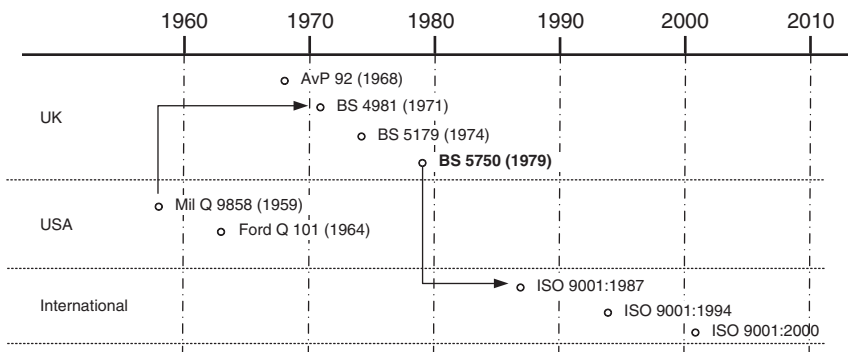 1960 1970 1980 1990 2000 2010
AvP 92 (1968)
UK
BS 4981 (1971)
BS 5179 (1974)
BS 5750 (1979)
USA
Mil Q 9858 (1959)
Ford Q 101 (1964)
International
ISO 9001:1987
ISO 9001:1994
ISO 9001:2000